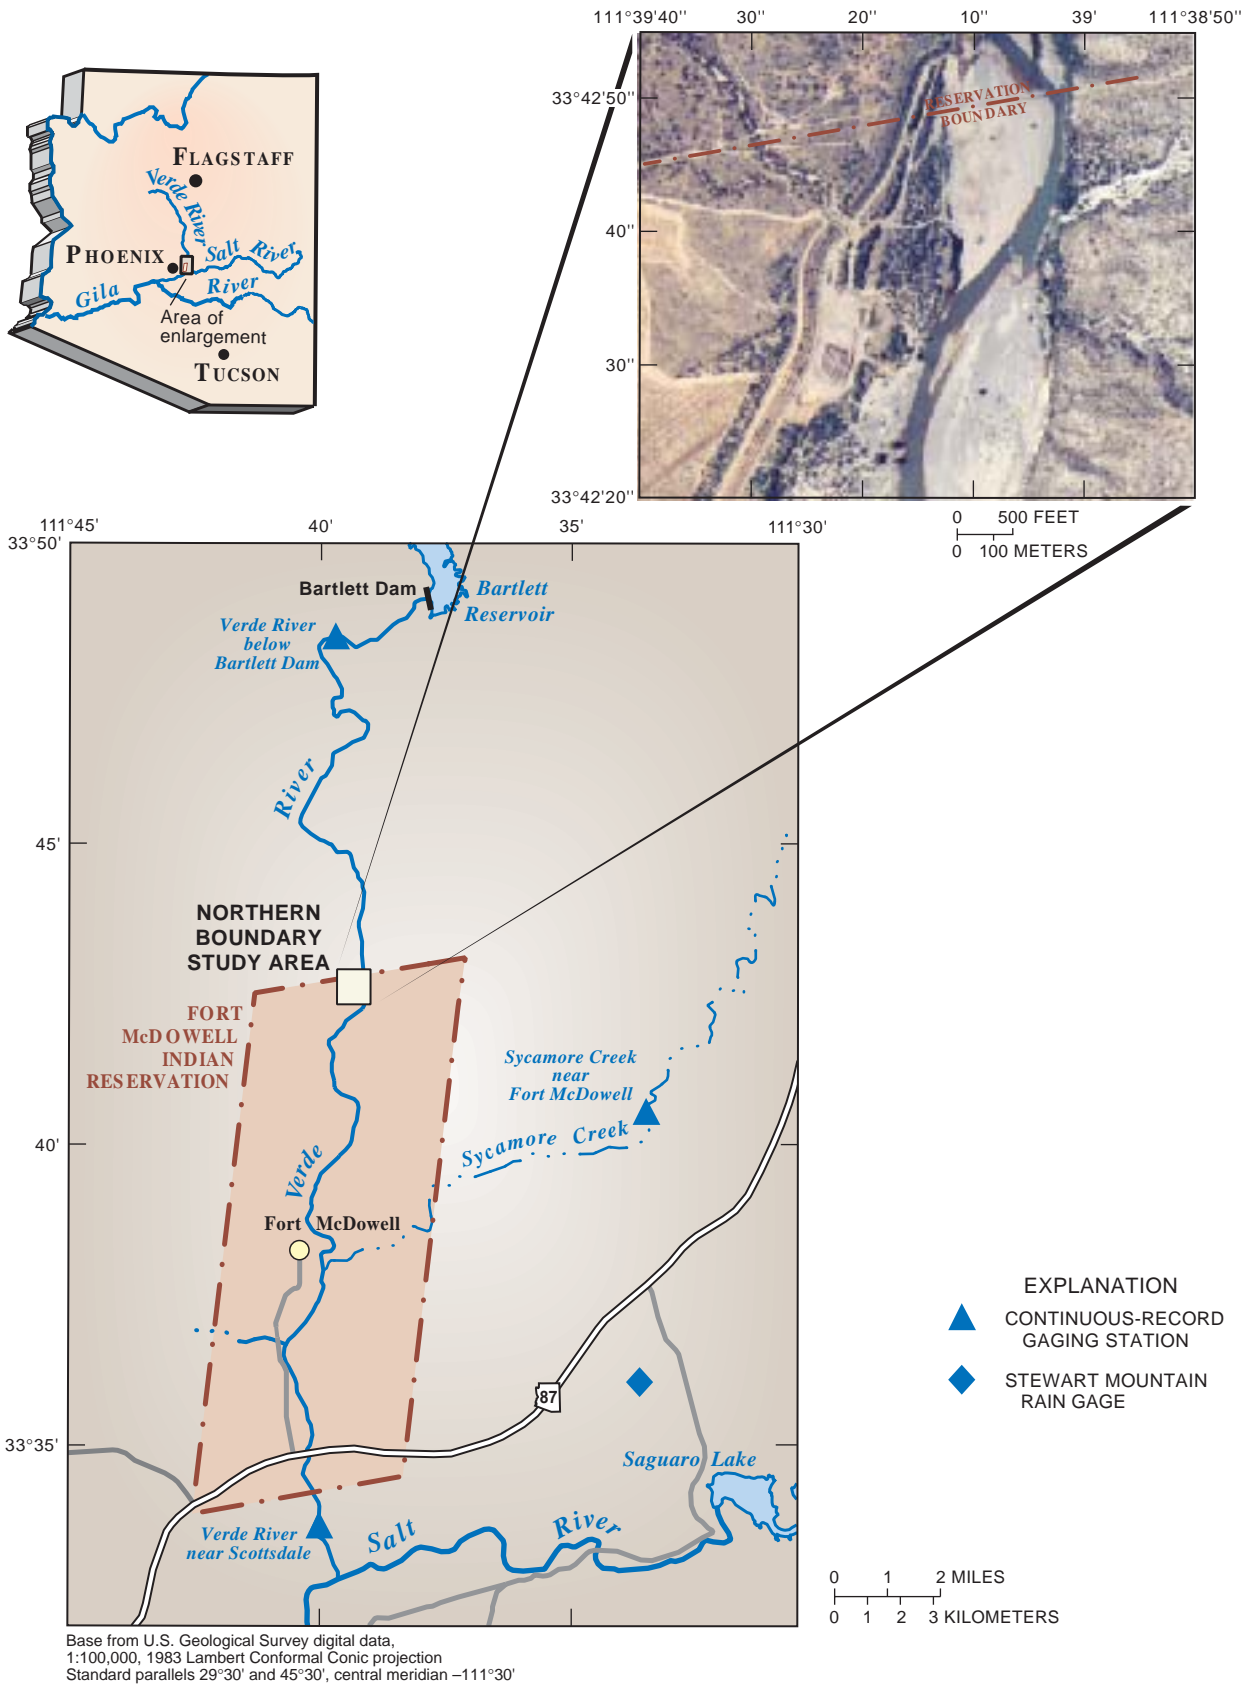 111°39'40''
30''
20''
10''
39'
111°38'50''
33°42'50''
40''
30''
33°42'20''
RESERVATION
BOUNDARY
0 500 FEET
0 100 METERS
FLAGSTAFF
Verde River
PHOENIX
Salt River
Gila River
Area of
enlargement
TUCSON
111°45'
40'
35'
111°30'
33°50'
45'
40'
33°35'
Bartlett Dam
Bartlett
Reservoir
Verde River
below
Bartlett Dam
River
NORTHERN
BOUNDARY
STUDY AREA
FORT
McDOWELL
INDIAN
RESERVATION
Sycamore Creek
near
Fort McDowell
Sycamore Creek
Verde
Fort McDowell
87
Saguaro Lake
Verde River
near Scottsdale
Salt River
EXPLANATION
CONTINUOUS-RECORD
GAGING STATION
STEWART MOUNTAIN
RAIN GAGE
0 1 2 MILES
0 1 2 3 KILOMETERS
Base from U.S. Geological Survey digital data,
1:100,000, 1983 Lambert Conformal Conic projection
Standard parallels 29°30' and 45°30', central meridian –111°30'